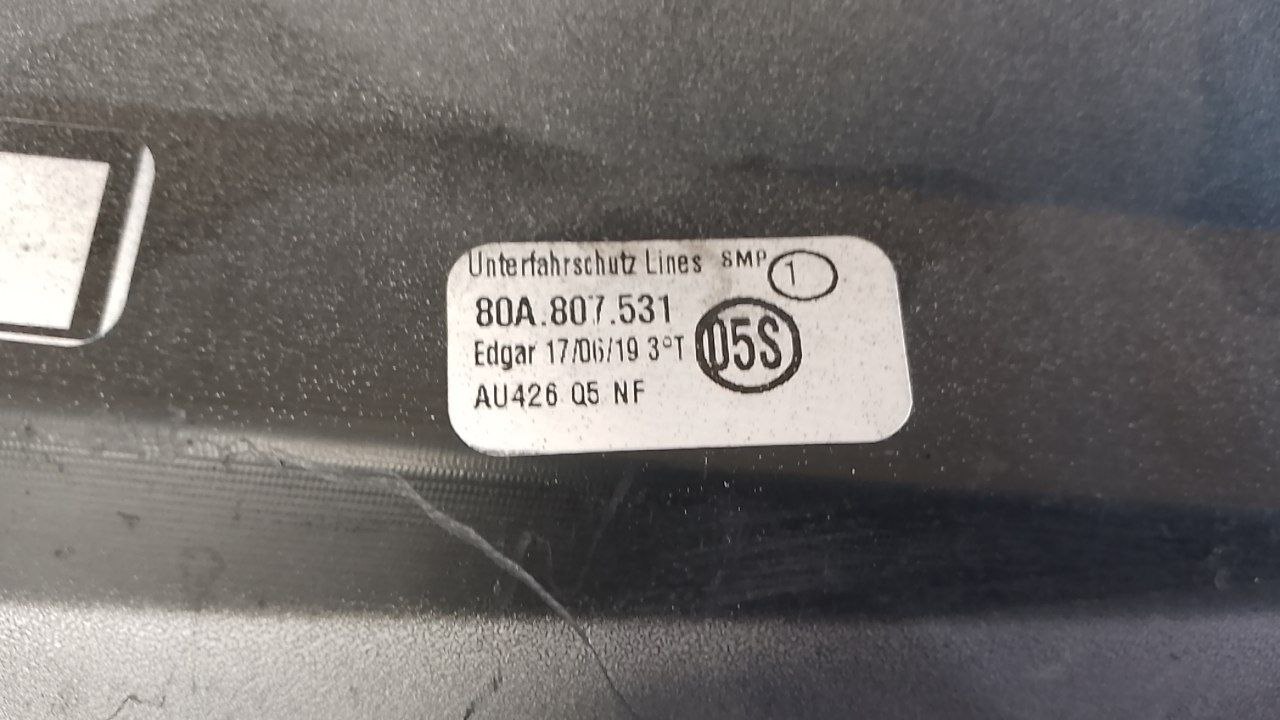 Unterfahrschutz Lines SMP 1
80A.807.531
Edgar 17/06/19 3°T 05S
AU426 Q5 NF